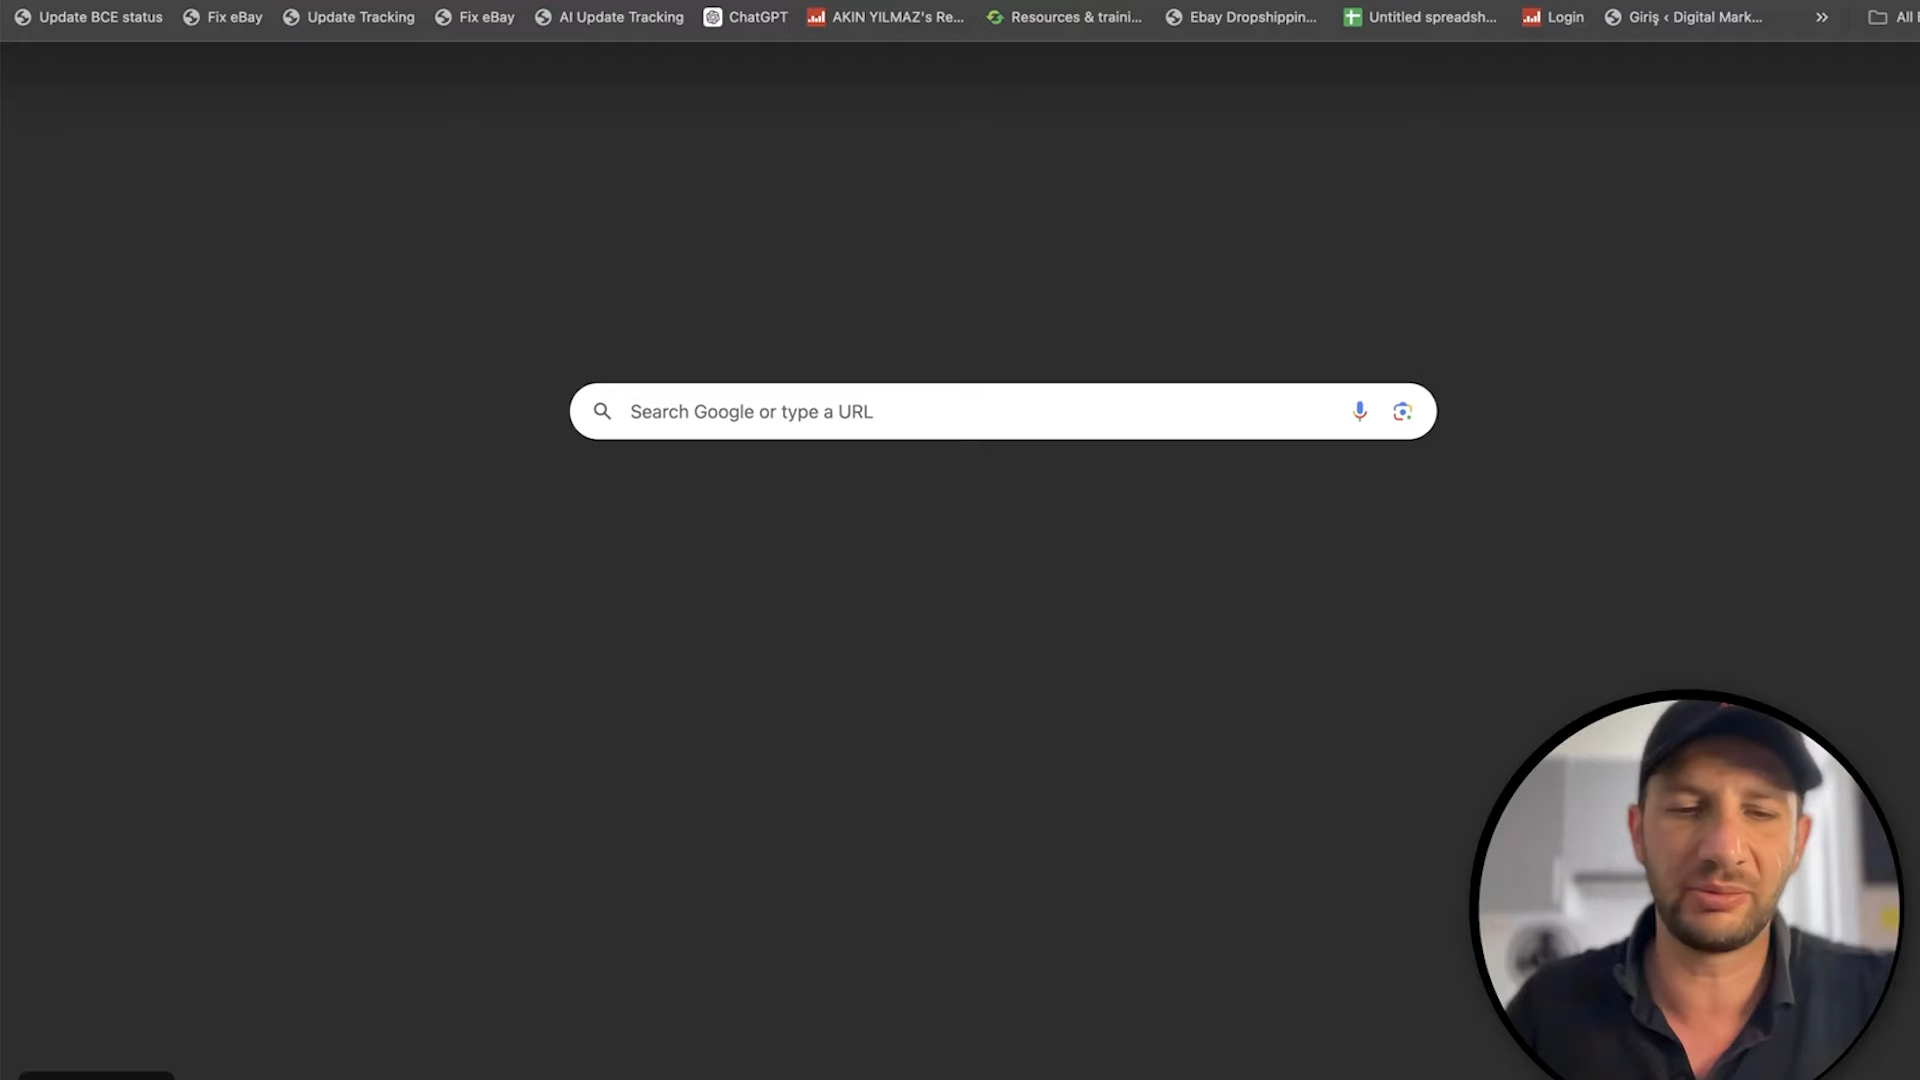 Update BCE status Fix eBay Update Tracking Fix eBay AI Update Tracking ChatGPT AKIN YILMAZ's Re... Resources & traini... Ebay Dropshippin... Untitled spreadsh... Login Giriş ‹ Digital Mark... » All
Search Google or type a URL